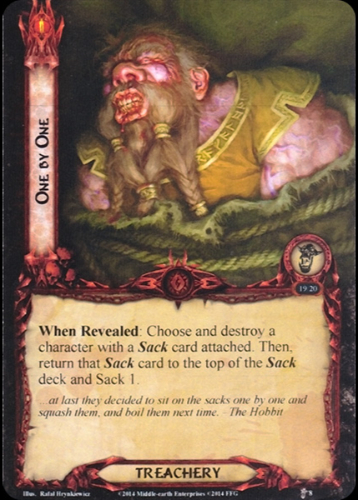 ONE BY ONE
19-20
When Revealed: Choose and destroy a
character with a Sack card attached. Then,
return that Sack card to the top of the Sack
deck and Sack 1.
...at last they decided to sit on the sacks one by one and
squash them, and boil them next time. -The Hobbit
TREACHERY
Illus. Rafał Hrynkiewicz
©2014 Middle-earth Enterprises ©2014 FFG
8